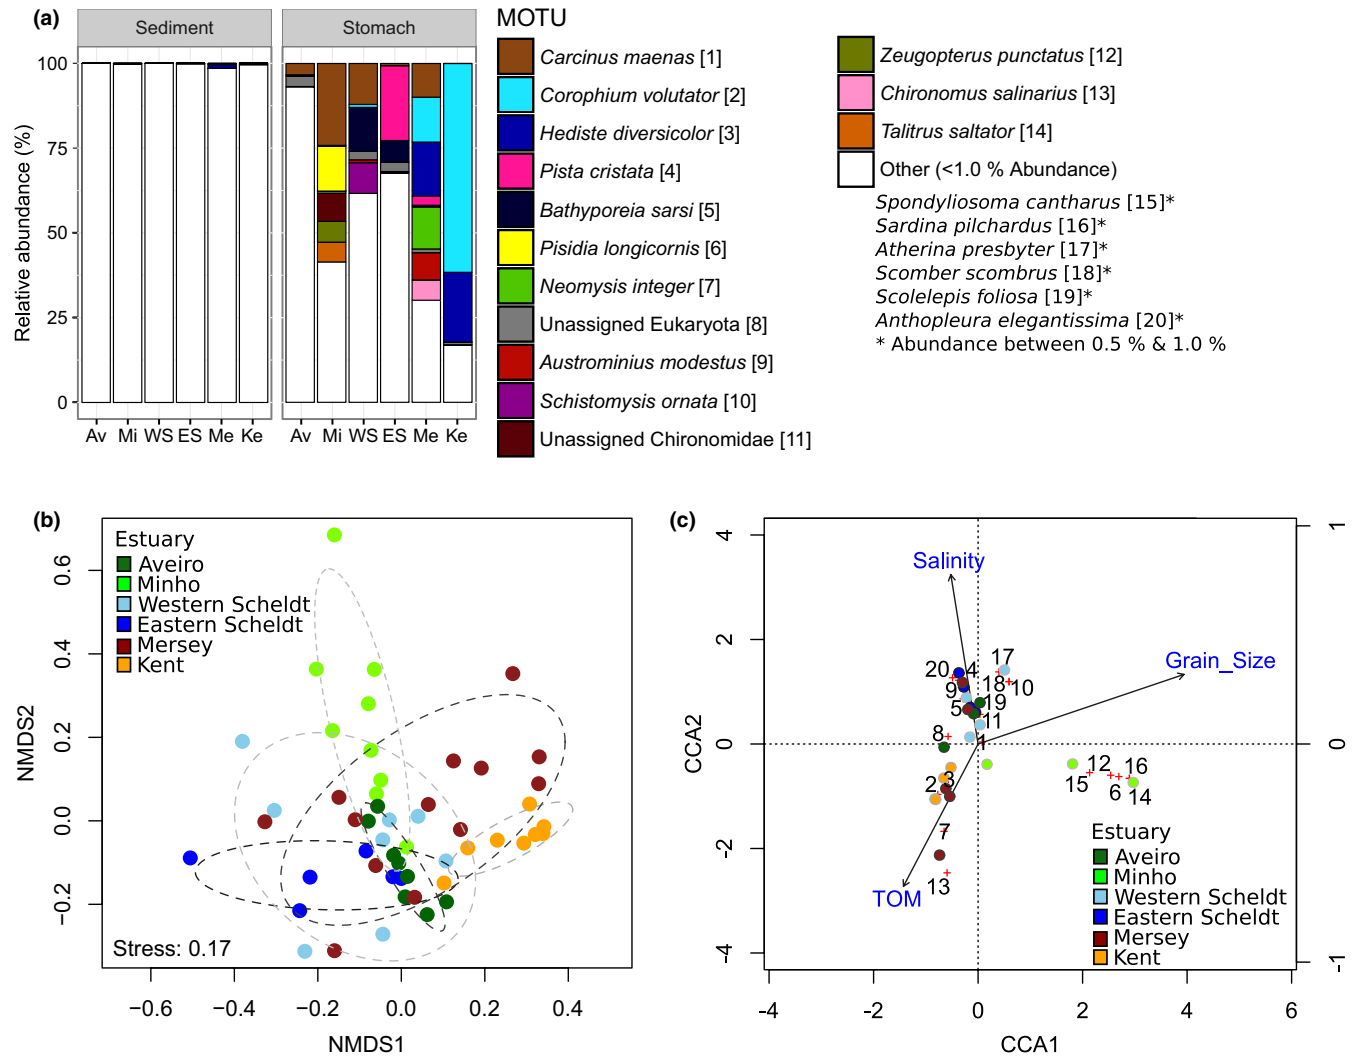 (a)
Sediment
Stomach
Relative abundance (%)
100
75
50
25
0
Av Mi WS ES Me Ke
Av Mi WS ES Me Ke
MOTU
Carcinus maenas [1]
Corophium volutator [2]
Hediste diversicolor [3]
Pista cristata [4]
Bathyporeia sarsi [5]
Pisidia longicornis [6]
Neomysis integer [7]
Unassigned Eukaryota [8]
Austrominius modestus [9]
Schistomysis ornata [10]
Unassigned Chironomidae [11]
Zeugopterus punctatus [12]
Chironomus salinarius [13]
Talitrus saltator [14]
Other (<1.0 % Abundance)
Spondyliosoma cantharus [15]*
Sardina pilchardus [16]*
Atherina presbyter [17]*
Scomber scombrus [18]*
Scolelepis foliosa [19]*
Anthopleura elegantissima [20]*
* Abundance between 0.5 % & 1.0 %
(b)
Estuary
Aveiro
Minho
Western Scheldt
Eastern Scheldt
Mersey
Kent
Stress: 0.17
NMDS2
0.6
0.4
0.2
0.0
−0.2
−0.6 −0.4 −0.2 0.0 0.2 0.4
NMDS1
(c)
CCA2
4
2
0
-2
-4
1
0
-1
Salinity
Grain_Size
TOM
20
4
17
9
18
10
5
19
11
8
1
2
3
12
16
15
6
14
7
13
Estuary
Aveiro
Minho
Western Scheldt
Eastern Scheldt
Mersey
Kent
-4 -2 0 2 4 6
CCA1